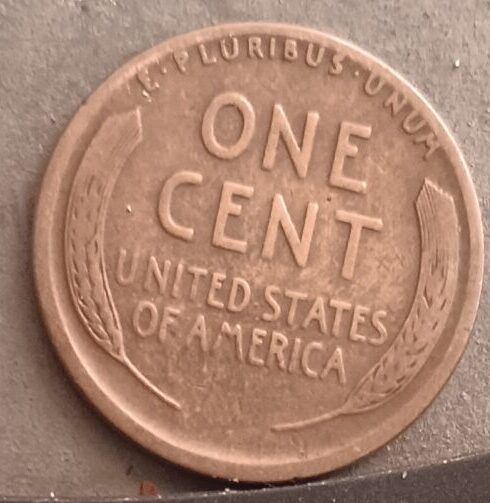 E·PLURIBUS·UNUM
ONE
CENT
UNITED STATES
OF AMERICA